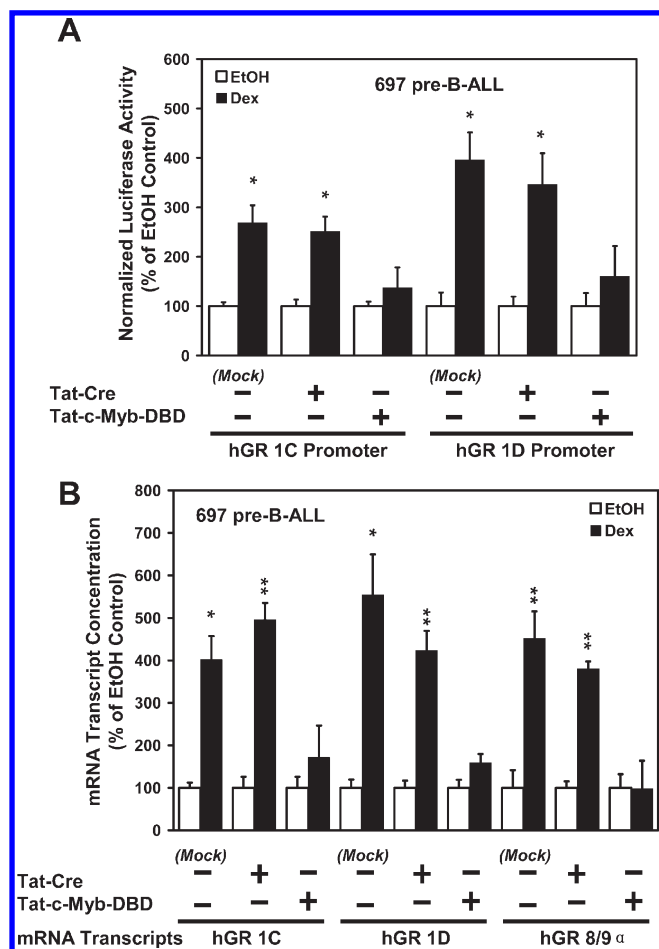 A
600
500
400
300
200
100
0
Normalized Luciferase Activity
(% of EtOH Control)
EtOH
Dex
697 pre-B-ALL
* * * *
(Mock) (Mock)
Tat-Cre − + − − + −
Tat-c-Myb-DBD − − + − − +
hGR 1C Promoter hGR 1D Promoter
B
800
700
600
500
400
300
200
100
0
mRNA Transcript Concentration
(% of EtOH Control)
697 pre-B-ALL
EtOH
Dex
* ** * ** ** **
(Mock) (Mock) (Mock)
Tat-Cre − + − − + − − + −
Tat-c-Myb-DBD − − + − − + − − +
mRNA Transcripts hGR 1C hGR 1D hGR 8/9 α